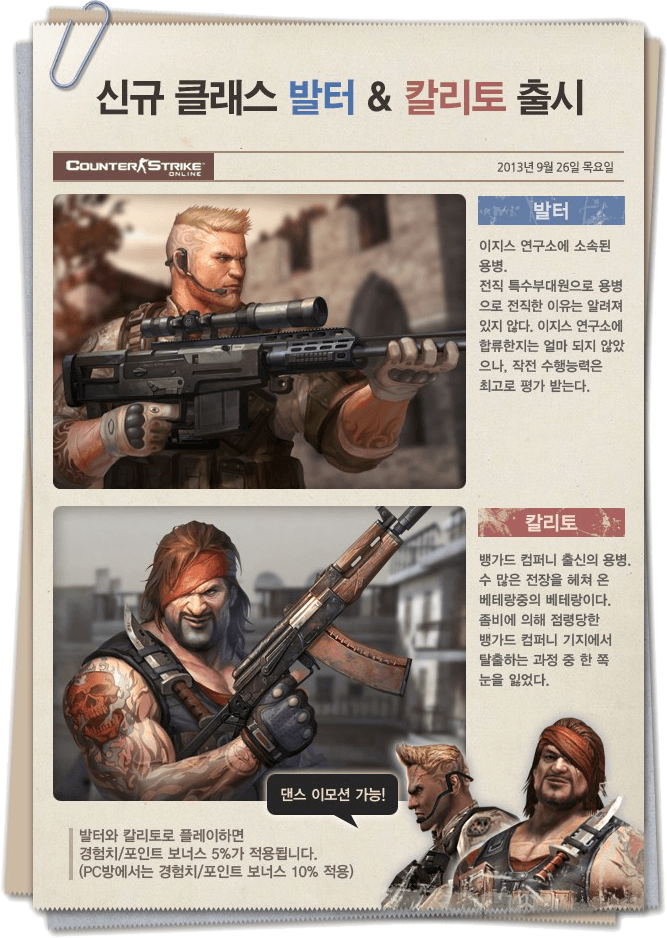 신규 클래스 발터 & 칼리토 출시
COUNTER STRIKE
ONLINE
2013년 9월 26일 목요일
발터
이지스 연구소에 소속된
용병.
전직 특수부대원으로 용병
으로 전직한 이유는 알려져
있지 않다. 이지스 연구소에
합류한지는 얼마 되지 않았
으나, 작전 수행능력은
최고로 평가 받는다.
칼리토
뱅가드 컴퍼니 출신의 용병.
수 많은 전장을 헤쳐 온
베테랑중의 베테랑이다.
좀비에 의해 점령당한
뱅가드 컴퍼니 기지에서
탈출하는 과정 중 한 쪽
눈을 잃었다.
댄스 이모션 가능!
발터와 칼리토로 플레이하면
경험치/포인트 보너스 5%가 적용됩니다.
(PC방에서는 경험치/포인트 보너스 10% 적용)